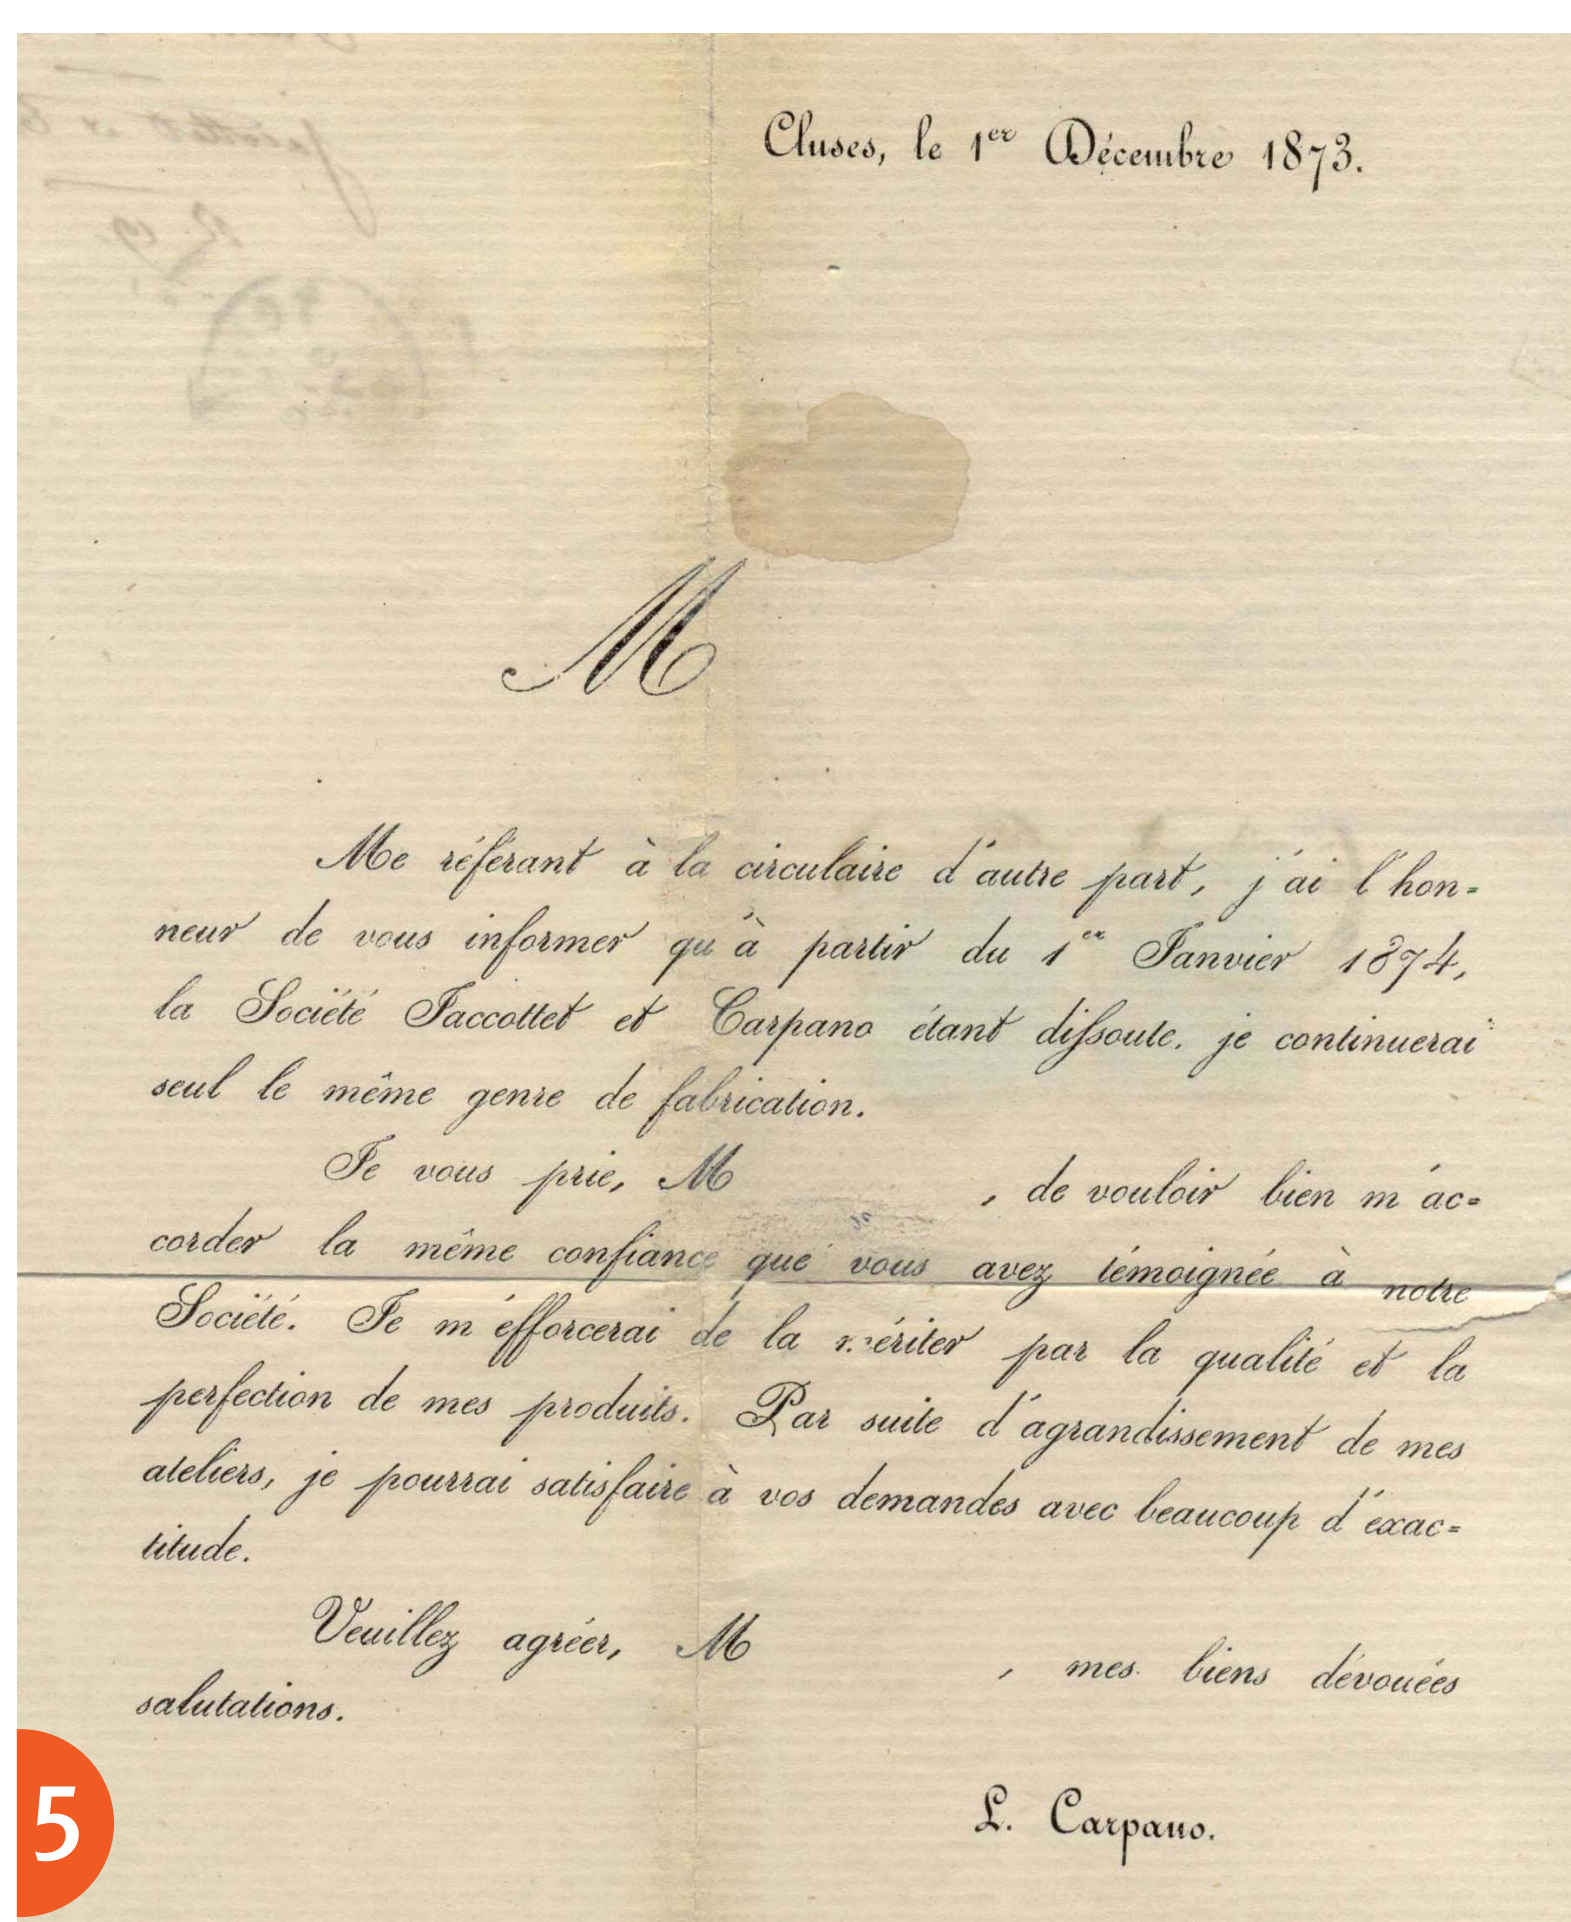 Cluses, le 1er Décembre 1873.
M
Me référant à la circulaire d'autre part, j'ai l'hon=
neur de vous informer qu'à partir du 1er Janvier 1874,
la Société Jaccottet et Carpano étant dissoute. je continuerai
seul le même genre de fabrication.
Je vous prie, M , de vouloir bien m'ac=
corder la même confiance que vous avez témoignée à notre
Société. Je m'éfforcerai de la mériter par la qualité et la
perfection de mes produits. Par suite d'agrandissement de mes
ateliers, je pourrai satisfaire à vos demandes avec beaucoup d'éxac=
titude.
Veuillez agréer, M , mes biens dévouées
salutations.
L. Carpano.
5